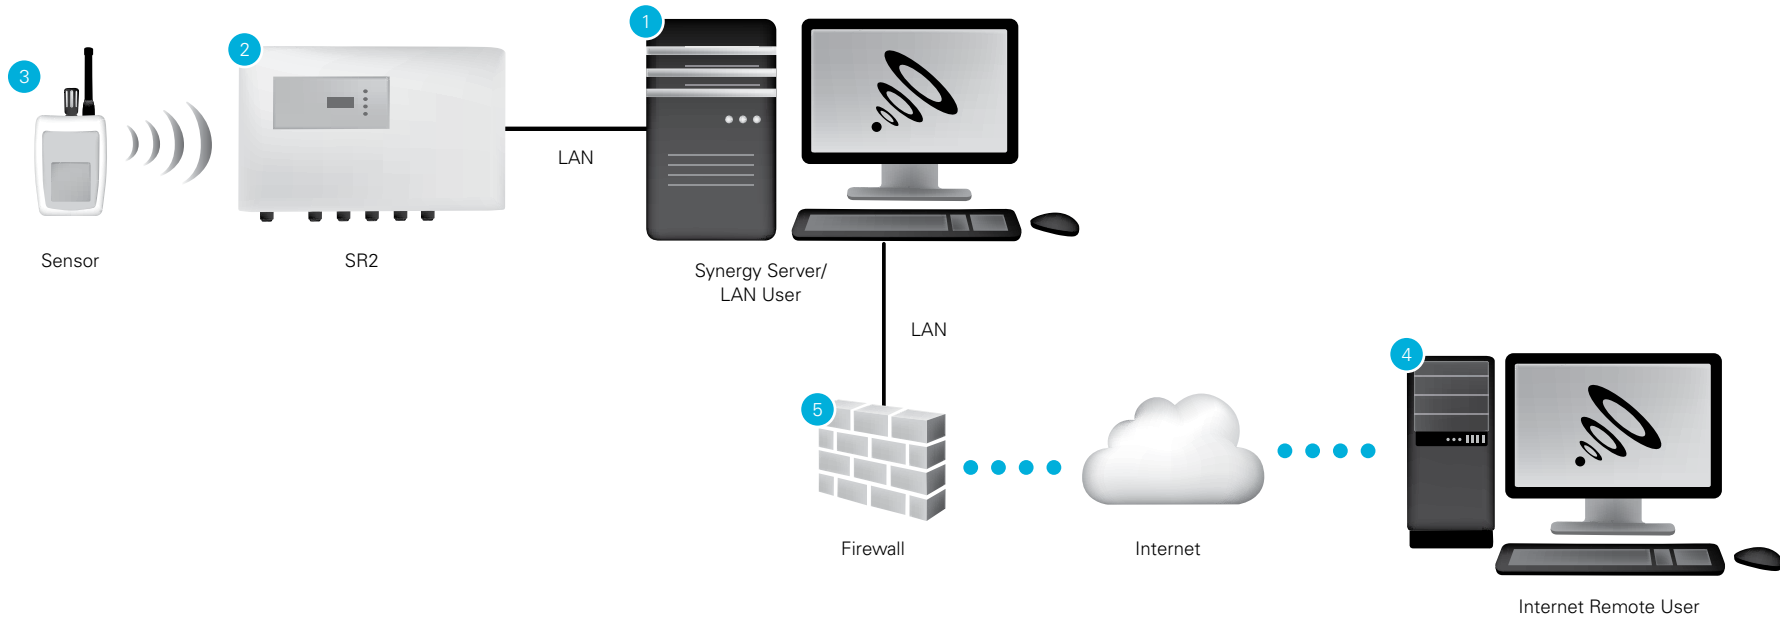 1
2
3
LAN
Sensor
SR2
Synergy Server/
LAN User
LAN
4
5
Firewall
Internet
Internet Remote User